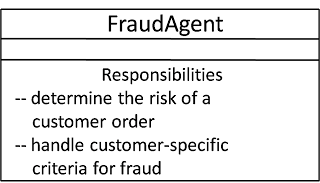 FraudAgent
Responsibilities
-- determine the risk of a
customer order
-- handle customer-specific
criteria for fraud